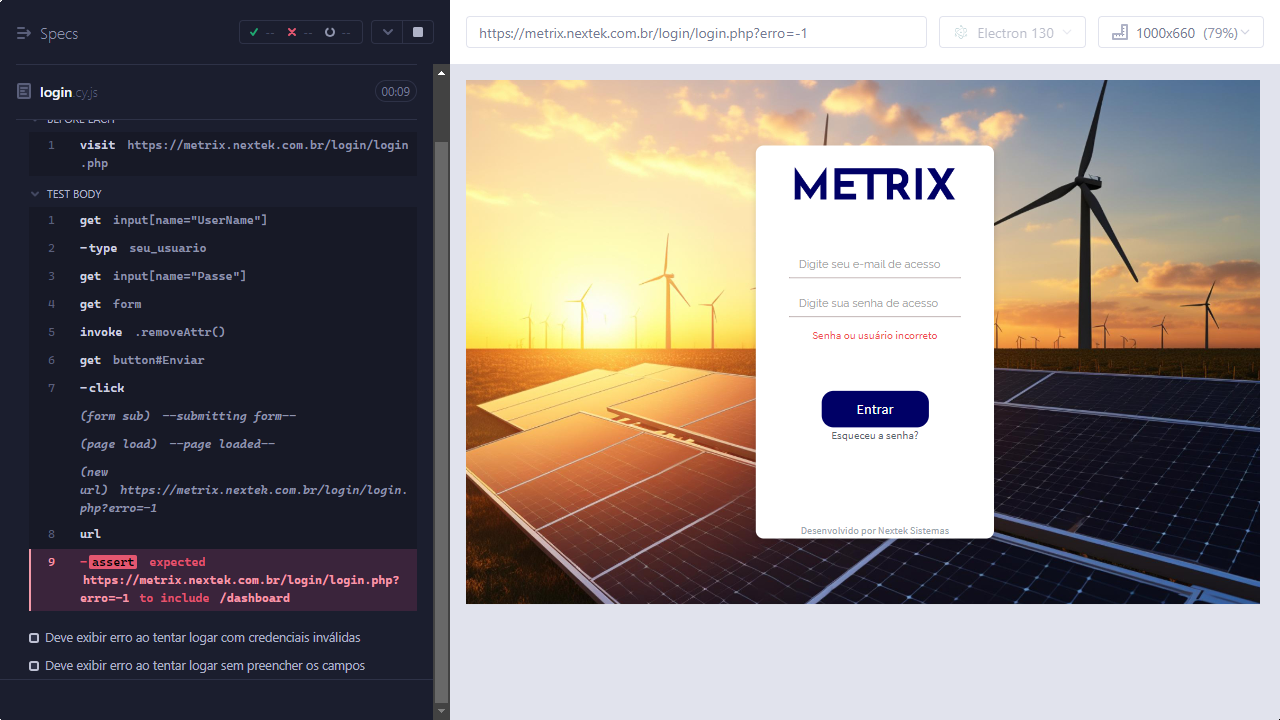 Specs
-- -- --
login.cy.js 00:09
BEFORE EACH
1 visit https://metrix.nextek.com.br/login/login
.php
TEST BODY
1 get input[name="UserName"]
2 -type seu_usuario
3 get input[name="Passe"]
4 get form
5 invoke .removeAttr()
6 get button#Enviar
7 -click
(form sub) --submitting form--
(page load) --page loaded--
(new
url) https://metrix.nextek.com.br/login/login.
php?erro=-1
8 url
9 -assert expected
https://metrix.nextek.com.br/login/login.php?
erro=-1 to include /dashboard
Deve exibir erro ao tentar logar com credenciais inválidas
Deve exibir erro ao tentar logar sem preencher os campos
https://metrix.nextek.com.br/login/login.php?erro=-1
Electron 130
1000x660 (79%)
METRIX
Digite seu e-mail de acesso
Digite sua senha de acesso
Senha ou usuário incorreto
Entrar
Esqueceu a senha?
Desenvolvido por Nextek Sistemas